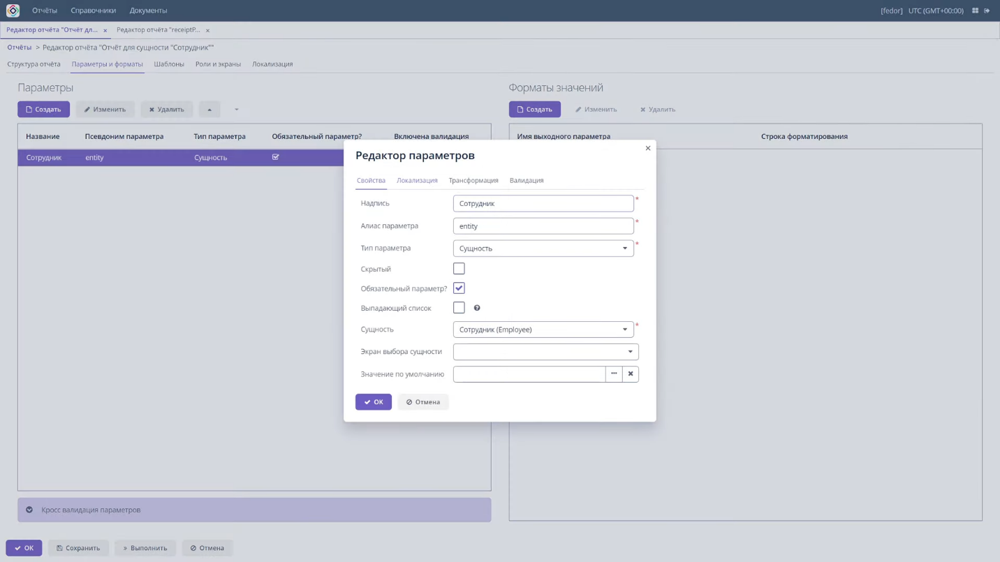 Отчёты Справочники Документы [fedor] UTC (GMT+00:00)
Редактор отчёта "Отчёт дл... × Редактор отчёта "receiptP... ×
Отчёты > Редактор отчёта "Отчёт для сущности "Сотрудник""
Структура отчёта Параметры и форматы Шаблоны Роли и экраны Локализация
Параметры
Создать Изменить Удалить
Название Псевдоним параметра Тип параметра Обязательный параметр? Включена валидация
Сотрудник entity Сущность
Кросс валидация параметров
Форматы значений
Создать Изменить Удалить
Имя выходного параметра Строка форматирования
Редактор параметров
Свойства Локализация Трансформация Валидация
Надпись Сотрудник *
Алиас параметра entity *
Тип параметра Сущность *
Скрытый
Обязательный параметр?
Выпадающий список
Сущность Сотрудник (Employee) *
Экран выбора сущности
Значение по умолчанию ...
OK Отмена
OK Сохранить Выполнить Отмена